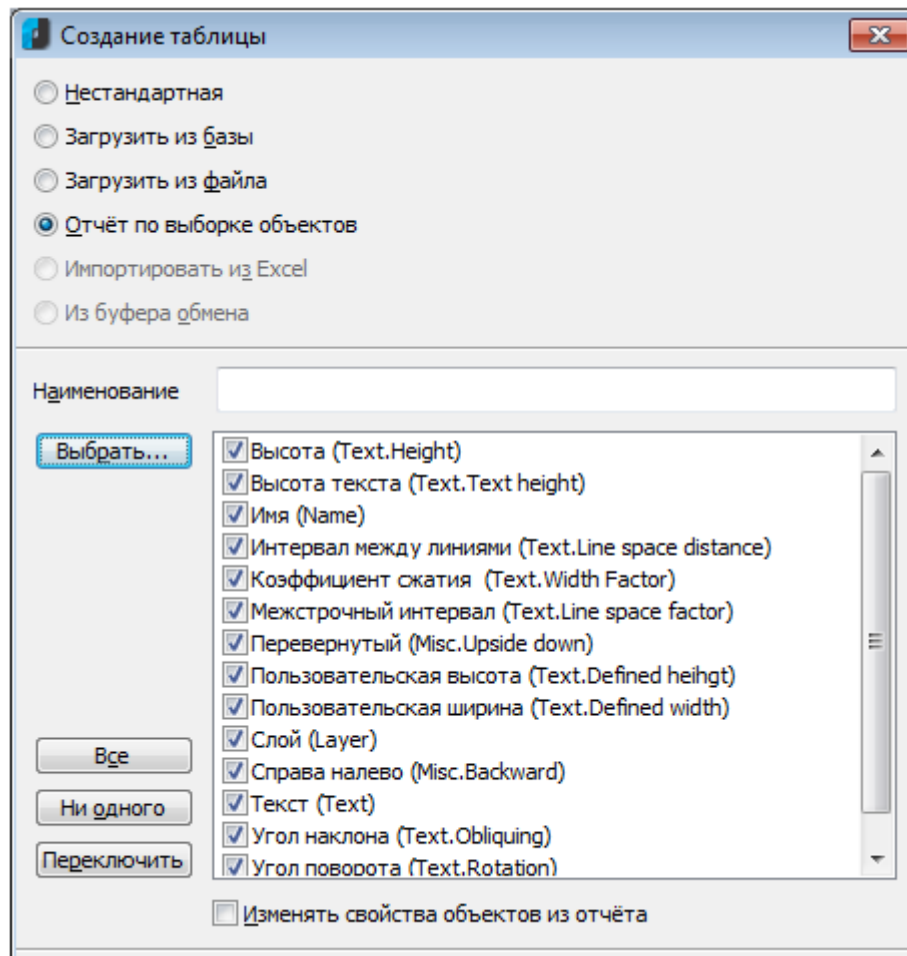 Создание таблицы
Нестандартная
Загрузить из базы
Загрузить из файла
Отчёт по выборке объектов
Импортировать из Excel
Из буфера обмена
Наименование
Выбрать...
Высота (Text.Height)
Высота текста (Text.Text height)
Имя (Name)
Интервал между линиями (Text.Line space distance)
Коэффициент сжатия (Text.Width Factor)
Межстрочный интервал (Text.Line space factor)
Перевернутый (Misc.Upside down)
Пользовательская высота (Text.Defined heihgt)
Пользовательская ширина (Text.Defined width)
Слой (Layer)
Справа налево (Misc.Backward)
Текст (Text)
Угол наклона (Text.Obliquing)
Угол поворота (Text.Rotation)
Все
Ни одного
Переключить
Изменять свойства объектов из отчёта